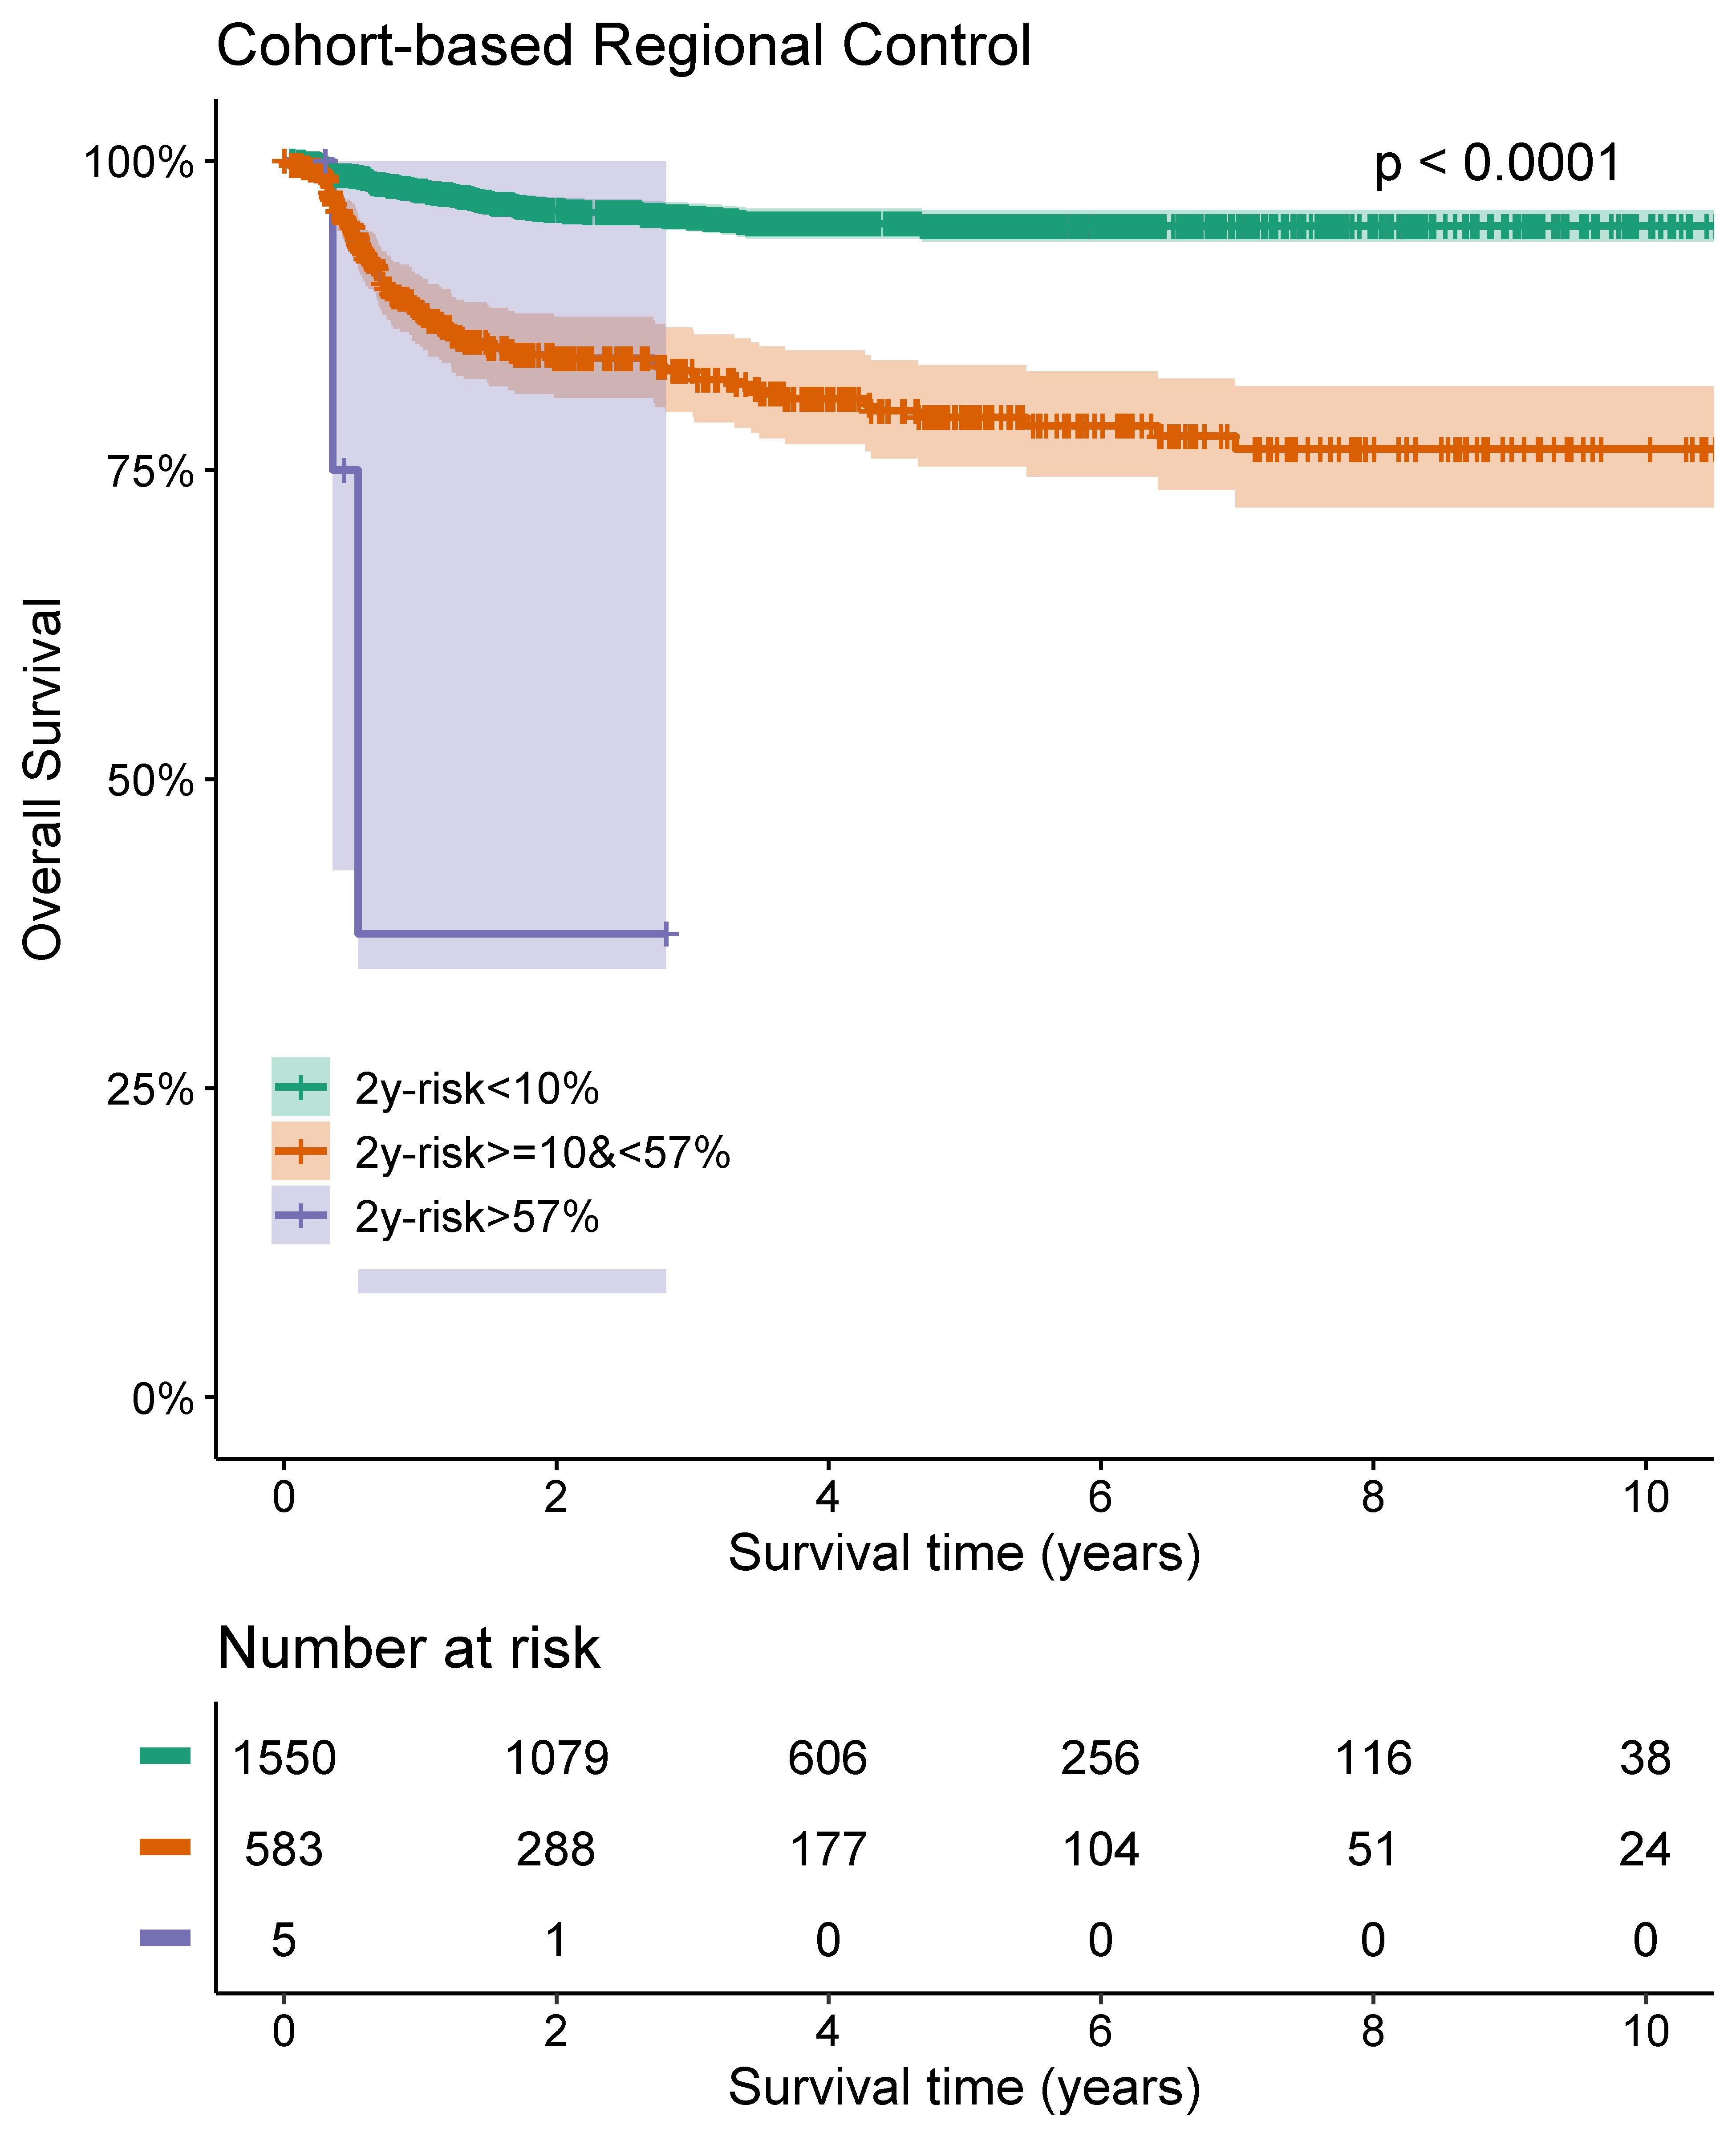 Cohort-based Regional Control
100%
75%
50%
25%
0%
Overall Survival
p < 0.0001
2y-risk<10%
2y-risk>=10&<57%
2y-risk>57%
0 2 4 6 8 10
Survival time (years)
Number at risk
1550 1079 606 256 116 38
583 288 177 104 51 24
5 1 0 0 0 0
0 2 4 6 8 10
Survival time (years)